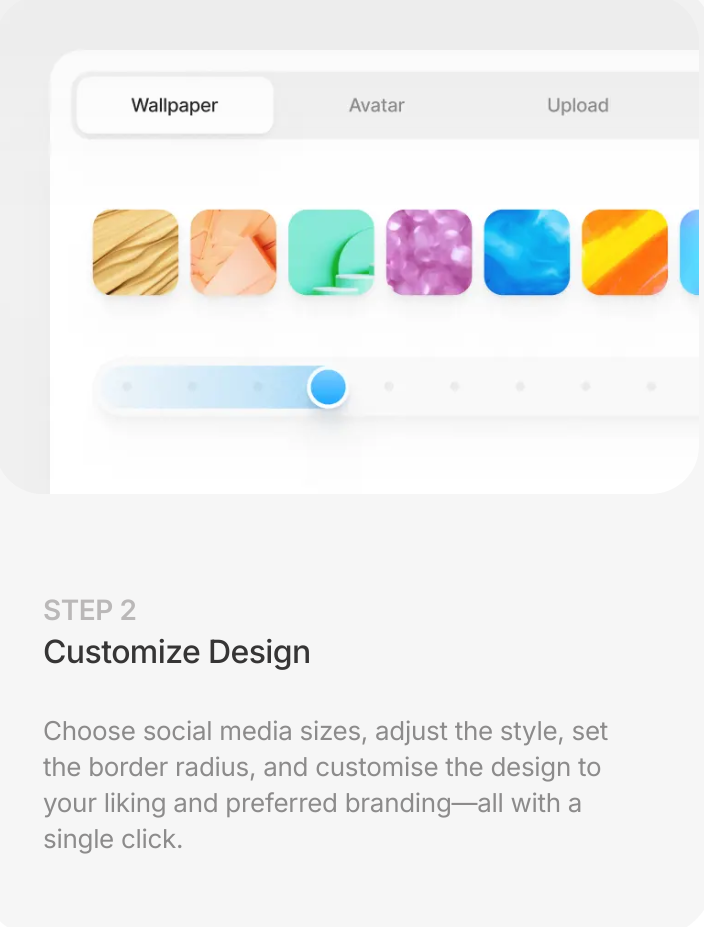 Wallpaper
Avatar
Upload
STEP 2
Customize Design
Choose social media sizes, adjust the style, set
the border radius, and customise the design to
your liking and preferred branding—all with a
single click.